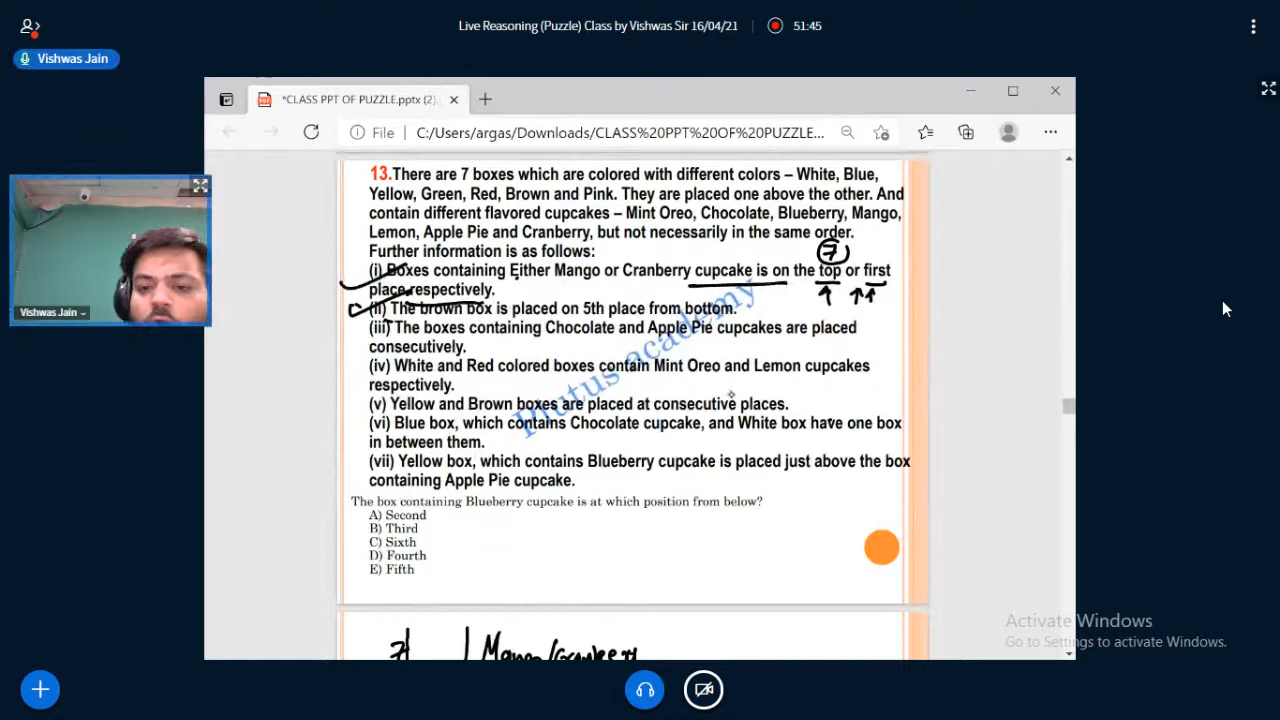 Live Reasoning (Puzzle) Class by Vishwas Sir 16/04/21
51:45
Vishwas Jain
*CLASS PPT OF PUZZLE.pptx (2).
File
C:/Users/argas/Downloads/CLASS%20PPT%20OF%20PUZZLE...
13.There are 7 boxes which are colored with different colors – White, Blue,
Yellow, Green, Red, Brown and Pink. They are placed one above the other. And
contain different flavored cupcakes – Mint Oreo, Chocolate, Blueberry, Mango,
Lemon, Apple Pie and Cranberry, but not necessarily in the same order.
Further information is as follows:
7
(i) Boxes containing Either Mango or Cranberry cupcake is on the top or first
place respectively.
(ii) The brown box is placed on 5th place from bottom.
(iii) The boxes containing Chocolate and Apple Pie cupcakes are placed
consecutively.
(iv) White and Red colored boxes contain Mint Oreo and Lemon cupcakes
respectively.
(v) Yellow and Brown boxes are placed at consecutive places.
(vi) Blue box, which contains Chocolate cupcake, and White box have one box
in between them.
(vii) Yellow box, which contains Blueberry cupcake is placed just above the box
containing Apple Pie cupcake.
Plutus academy
The box containing Blueberry cupcake is at which position from below?
A) Second
B) Third
C) Sixth
D) Fourth
E) Fifth
Vishwas Jain
Activate Windows
Go to Settings to activate Windows.
7 Mango/